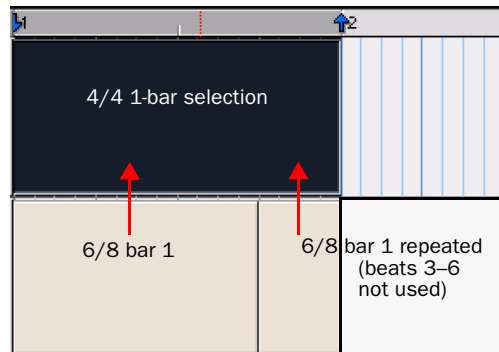 1
2
4/4 1-bar selection
6/8 bar 1
6/8 bar 1 repeated
(beats 3–6
not used)